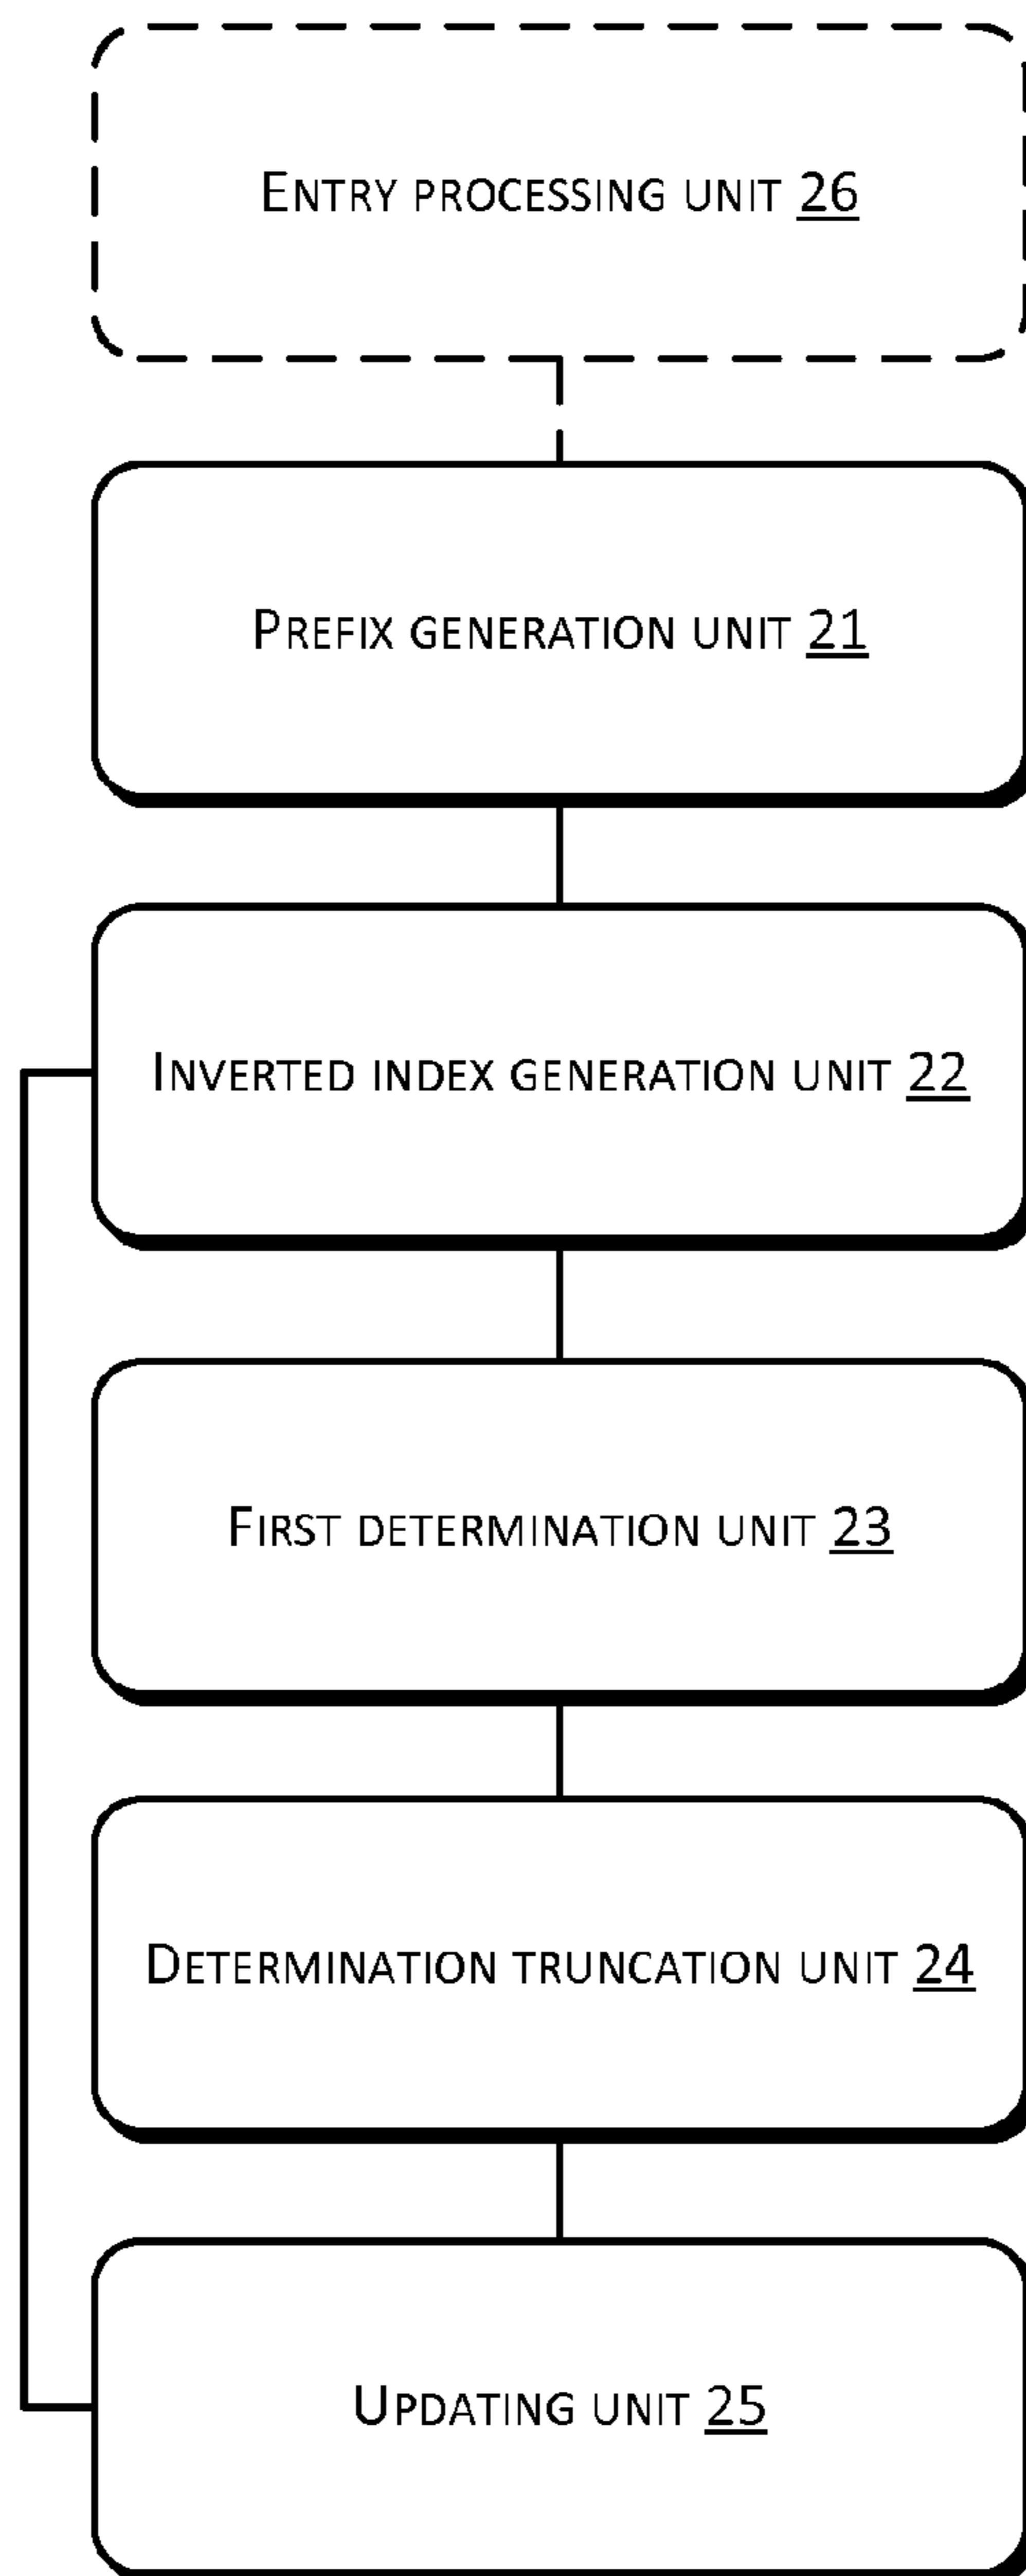 ENTRY PROCESSING UNIT 26
PREFIX GENERATION UNIT 21
INVERTED INDEX GENERATION UNIT 22
FIRST DETERMINATION UNIT 23
DETERMINATION TRUNCATION UNIT 24
UPDATING UNIT 25